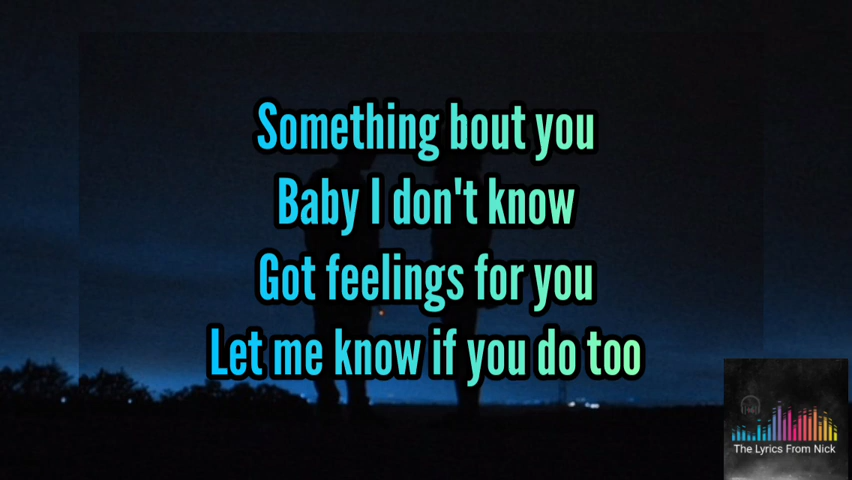 Something bout you
Baby I don't know
Got feelings for you
Let me know if you do too
The Lyrics From Nick